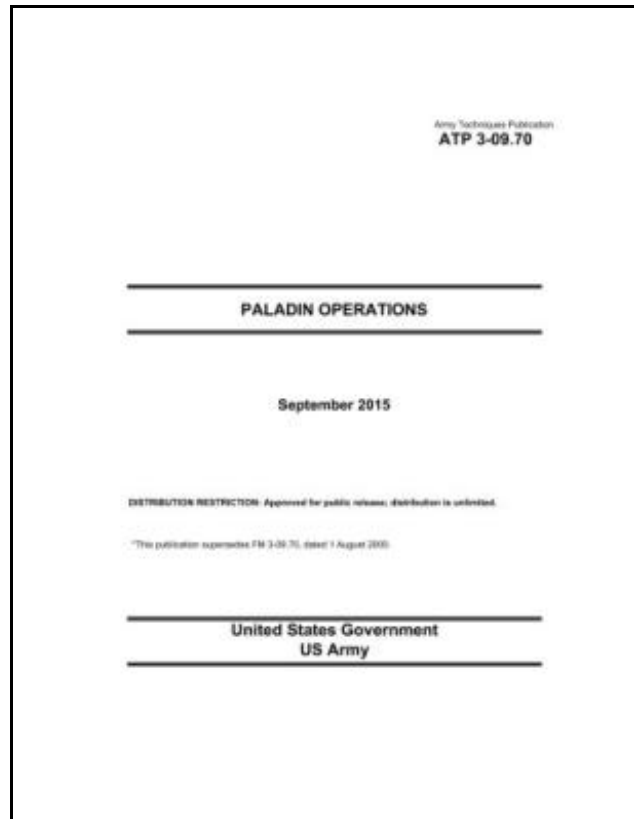 Army Techniques Publication
ATP 3-09.70
PALADIN OPERATIONS
September 2015
DISTRIBUTION RESTRICTION: Approved for public release; distribution is unlimited.
*This publication supersedes FM 3-09.70, dated 1 August 2000.
United States Government
US Army